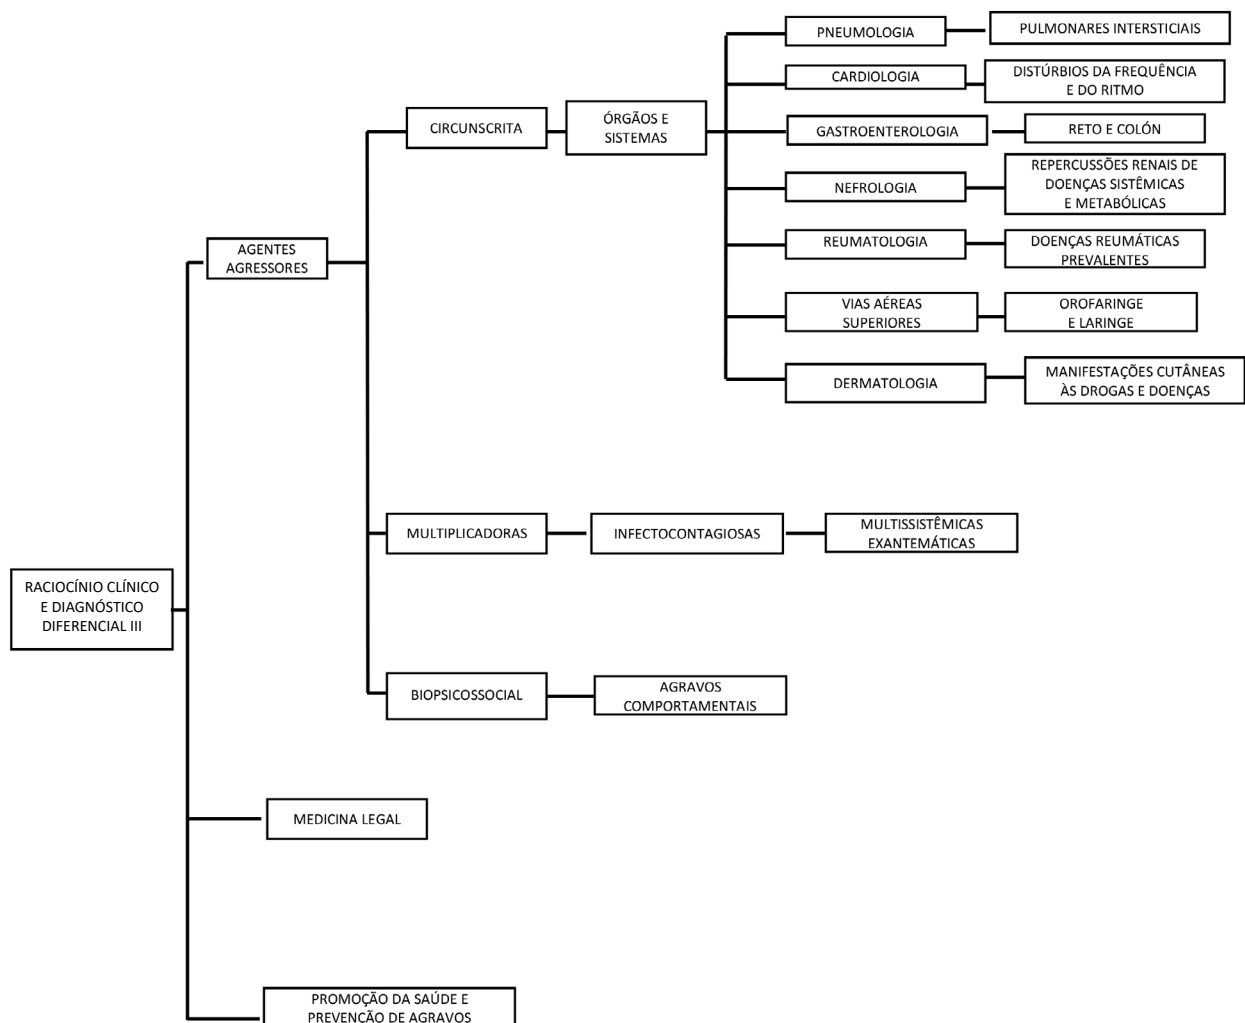 PNEUMOLOGIA
PULMONARES INTERSTICIAIS
CARDIOLOGIA
DISTÚRBIOS DA FREQUÊNCIA
E DO RITMO
CIRCUNSCRITA
ÓRGÃOS E
SISTEMAS
GASTROENTEROLOGIA
RETO E COLÓN
NEFROLOGIA
REPERCUSSÕES RENAIS DE
DOENÇAS SISTÊMICAS
E METABÓLICAS
AGENTES
AGRESSORES
REUMATOLOGIA
DOENÇAS REUMÁTICAS
PREVALENTES
VIAS AÉREAS
SUPERIORES
OROFARINGE
E LARINGE
DERMATOLOGIA
MANIFESTAÇÕES CUTÂNEAS
ÀS DROGAS E DOENÇAS
MULTIPLICADORAS
INFECTOCONTAGIOSAS
MULTISSISTÊMICAS
EXANTEMÁTICAS
RACIOCÍNIO CLÍNICO
E DIAGNÓSTICO
DIFERENCIAL III
BIOPSICOSSOCIAL
AGRAVOS
COMPORTAMENTAIS
MEDICINA LEGAL
PROMOÇÃO DA SAÚDE E
PREVENÇÃO DE AGRAVOS